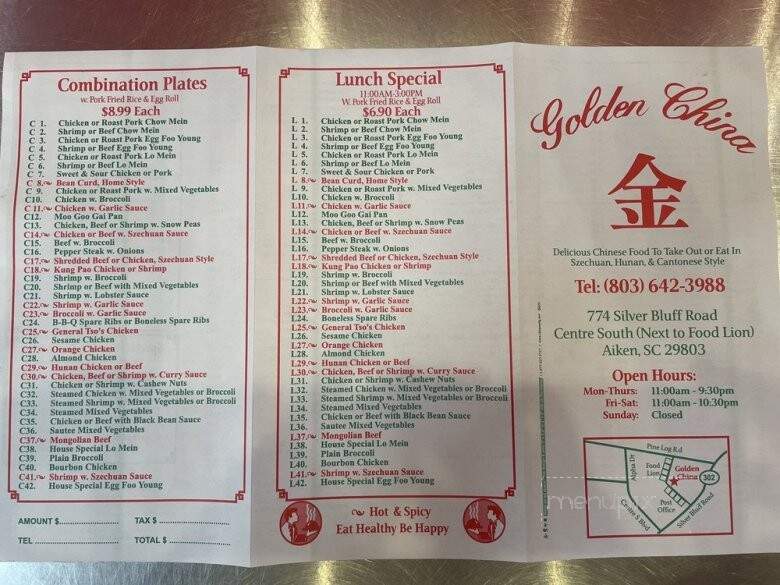 Combination Plates
w. Pork Fried Rice & Egg Roll
$8.99 Each
C 1. Chicken or Roast Pork Chow Mein
C 2. Shrimp or Beef Chow Mein
C 3. Chicken or Roast Pork Egg Foo Young
C 4. Shrimp or Beef Egg Foo Young
C 5. Chicken or Roast Pork Lo Mein
C 6. Shrimp or Beef Lo Mein
C 7. Sweet & Sour Chicken or Pork
C 8. Bean Curd, Home Style
C 9. Chicken or Roast Pork w. Mixed Vegetables
C10. Chicken w. Broccoli
C 11. Chicken w. Garlic Sauce
C12. Moo Goo Gai Pan
C13. Chicken, Beef or Shrimp w. Snow Peas
C14. Chicken or Beef w. Szechuan Sauce
C15. Beef w. Broccoli
C16. Pepper Steak w. Onions
C17. Shredded Beef or Chicken, Szechuan Style
C18. Kung Pao Chicken or Shrimp
C19. Shrimp w. Broccoli
C20. Shrimp or Beef with Mixed Vegetables
C21. Shrimp w. Lobster Sauce
C22. Shrimp w. Garlic Sauce
C23. Broccoli w. Garlic Sauce
C24. B-B-Q Spare Ribs or Boneless Spare Ribs
C25. General Tso's Chicken
C26. Sesame Chicken
C27. Orange Chicken
C28. Almond Chicken
C29. Hunan Chicken or Beef
C30. Chicken, Beef or Shrimp w. Curry Sauce
C31. Chicken or Shrimp w. Cashew Nuts
C32. Steamed Chicken w. Mixed Vegetables or Broccoli
C33. Steamed Shrimp w. Mixed Vegetables or Broccoli
C34. Steamed Mixed Vegetables
C35. Chicken or Beef with Black Bean Sauce
C36. Sautee Mixed Vegetables
C37. Mongolian Beef
C38. House Special Lo Mein
C39. Plain Broccoli
C40. Bourbon Chicken
C41. Shrimp w. Szechuan Sauce
C42. House Special Egg Foo Young
AMOUNT $ TAX $
TEL TOTAL $
Lunch Special
11:00AM-3:00PM
W. Pork Fried Rice & Egg Roll
$6.90 Each
L 1. Chicken or Roast Pork Chow Mein
L 2. Shrimp or Beef Chow Mein
L 3. Chicken or Roast Pork Egg Foo Young
L 4. Shrimp or Beef Egg Foo Young
L 5. Chicken or Roast Pork Lo Mein
L 6. Shrimp or Beef Lo Mein
L 7. Sweet & Sour Chicken or Pork
L 8. Bean Curd, Home Style
L 9. Chicken or Roast Pork w. Mixed Vegetables
L10. Chicken w. Broccoli
L11. Chicken w. Garlic Sauce
L12. Moo Goo Gai Pan
L13. Chicken, Beef or Shrimp w. Snow Peas
L14. Chicken or Beef w. Szechuan Sauce
L15. Beef w. Broccoli
L16. Pepper Steak w. Onions
L17. Shredded Beef or Chicken, Szechuan Style
L18. Kung Pao Chicken or Shrimp
L19. Shrimp w. Broccoli
L20. Shrimp or Beef with Mixed Vegetables
L21. Shrimp w. Lobster Sauce
L22. Shrimp w. Garlic Sauce
L23. Broccoli w. Garlic Sauce
L24. Boneless Spare Ribs
L25. General Tso's Chicken
L26. Sesame Chicken
L27. Orange Chicken
L28. Almond Chicken
L29. Hunan Chicken or Beef
L30. Chicken, Beef or Shrimp w. Curry Sauce
L31. Chicken or Shrimp w. Cashew Nuts
L32. Steamed Chicken w. Mixed Vegetables or Broccoli
L33. Steamed Shrimp w. Mixed Vegetables or Broccoli
L34. Steamed Mixed Vegetables
L35. Chicken or Beef with Black Bean Sauce
L36. Sautee Mixed Vegetables
L37. Mongolian Beef
L38. House Special Lo Mein
L39. Plain Broccoli
L40. Bourbon Chicken
L41. Shrimp w. Szechuan Sauce
L42. House Special Egg Foo Young
Hot & Spicy
Eat Healthy Be Happy
Golden China
金
Delicious Chinese Food To Take Out or Eat In
Szechuan, Hunan, & Cantonese Style
Tel: (803) 642-3988
774 Silver Bluff Road
Centre South (Next to Food Lion)
Aiken, SC 29803
Open Hours:
Mon-Thurs: 11:00am - 9:30pm
Fri-Sat: 11:00am - 10:30pm
Sunday: Closed
Pine Log R.d
Alpha Dr
Food Lion
Golden China
302
Post Office
Centre S Blvd
Silver Bluff Road
menupix